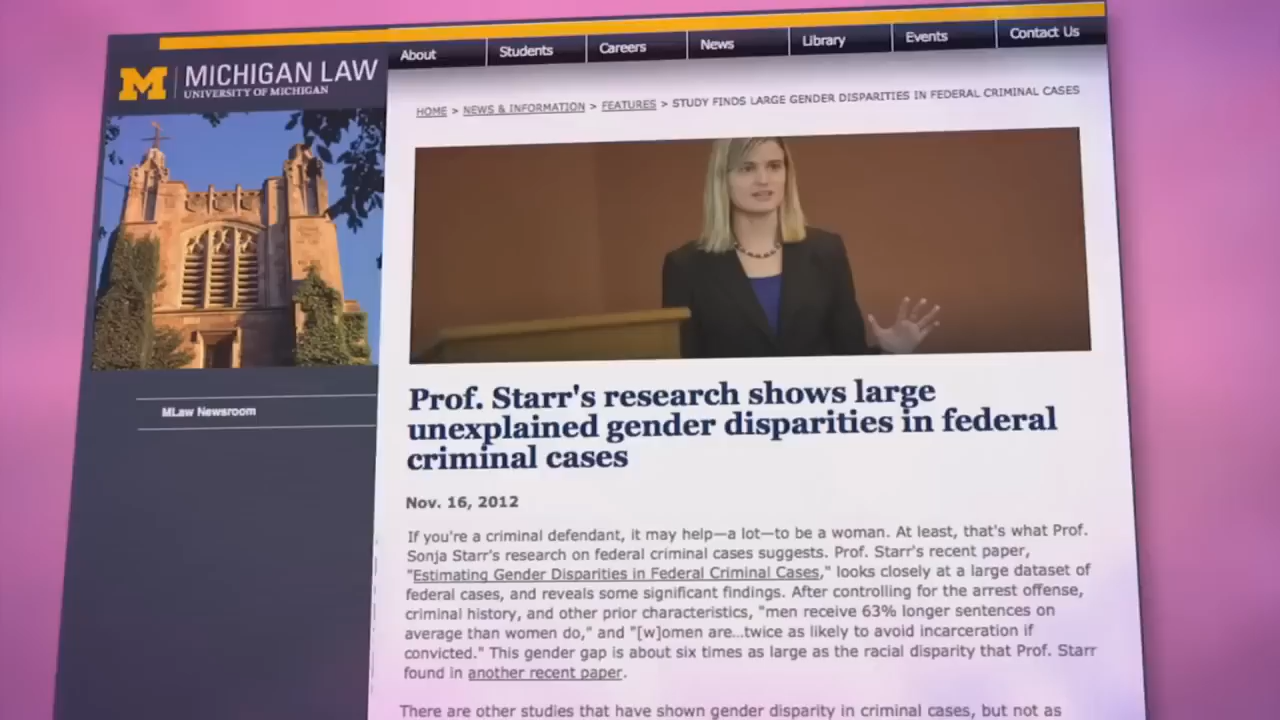 MICHIGAN LAW
UNIVERSITY OF MICHIGAN
About Students Careers News Library Events Contact Us
HOME > NEWS & INFORMATION > FEATURES > STUDY FINDS LARGE GENDER DISPARITIES IN FEDERAL CRIMINAL CASES
MLaw Newsroom
Prof. Starr's research shows large
unexplained gender disparities in federal
criminal cases
Nov. 16, 2012
If you're a criminal defendant, it may help—a lot—to be a woman. At least, that's what Prof.
Sonja Starr's research on federal criminal cases suggests. Prof. Starr's recent paper,
"Estimating Gender Disparities in Federal Criminal Cases," looks closely at a large dataset of
federal cases, and reveals some significant findings. After controlling for the arrest offense,
criminal history, and other prior characteristics, "men receive 63% longer sentences on
average than women do," and "[w]omen are…twice as likely to avoid incarceration if
convicted." This gender gap is about six times as large as the racial disparity that Prof. Starr
found in another recent paper.
There are other studies that have shown gender disparity in criminal cases, but not as